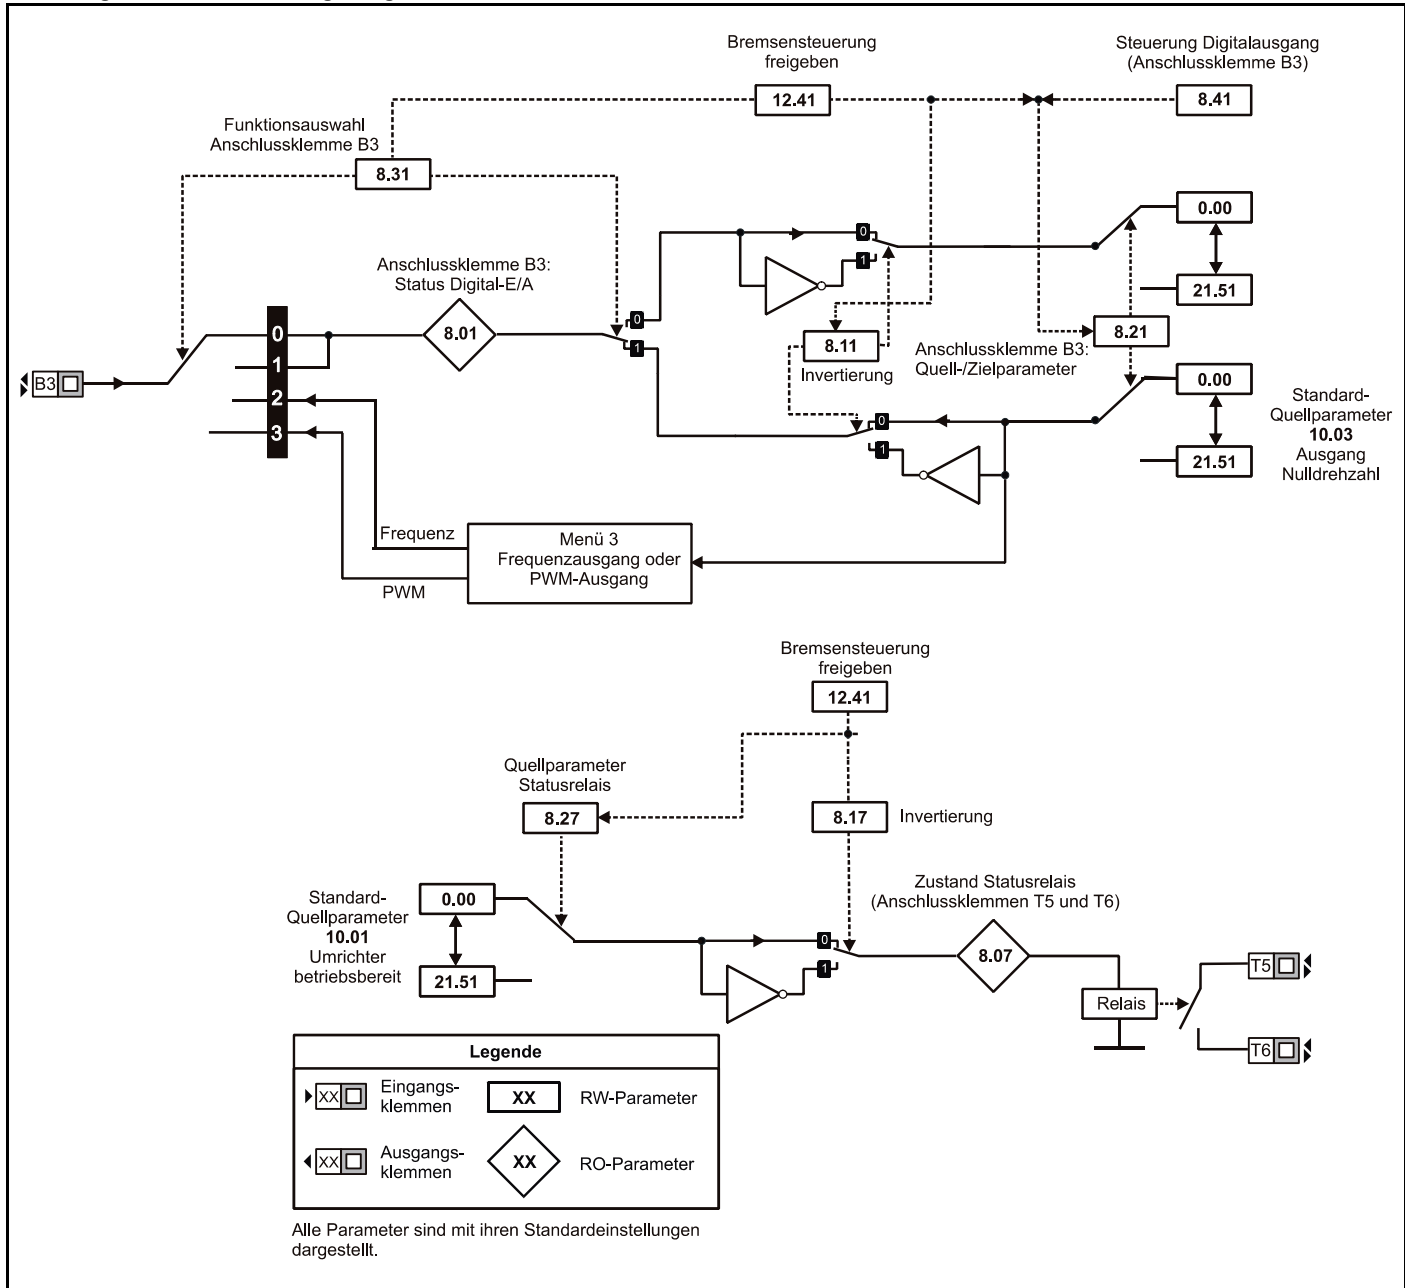 Bremsensteuerung
freigeben
12.41
Steuerung Digitalausgang
(Anschlussklemme B3)
8.41
Funktionsauswahl
Anschlussklemme B3
8.31
0.00
21.51
Anschlussklemme B3:
Status Digital-E/A
8.01
0
1
0
1
8.11
Invertierung
8.21
Anschlussklemme B3:
Quell-/Zielparameter
B3
0
1
2
3
0
1
0.00
21.51
Standard-
Quellparameter
10.03
Ausgang
Nulldrehzahl
Frequenz
PWM
Menü 3
Frequenzausgang oder
PWM-Ausgang
Bremsensteuerung
freigeben
12.41
Quellparameter
Statusrelais
8.27
8.17
Invertierung
Standard-
Quellparameter
10.01
Umrichter
betriebsbereit
0.00
21.51
0
1
Zustand Statusrelais
(Anschlussklemmen T5 und T6)
8.07
Relais
T5
T6
Legende
XX
Eingangs-
klemmen
XX
RW-Parameter
XX
Ausgangs-
klemmen
XX
RO-Parameter
Alle Parameter sind mit ihren Standardeinstellungen
dargestellt.